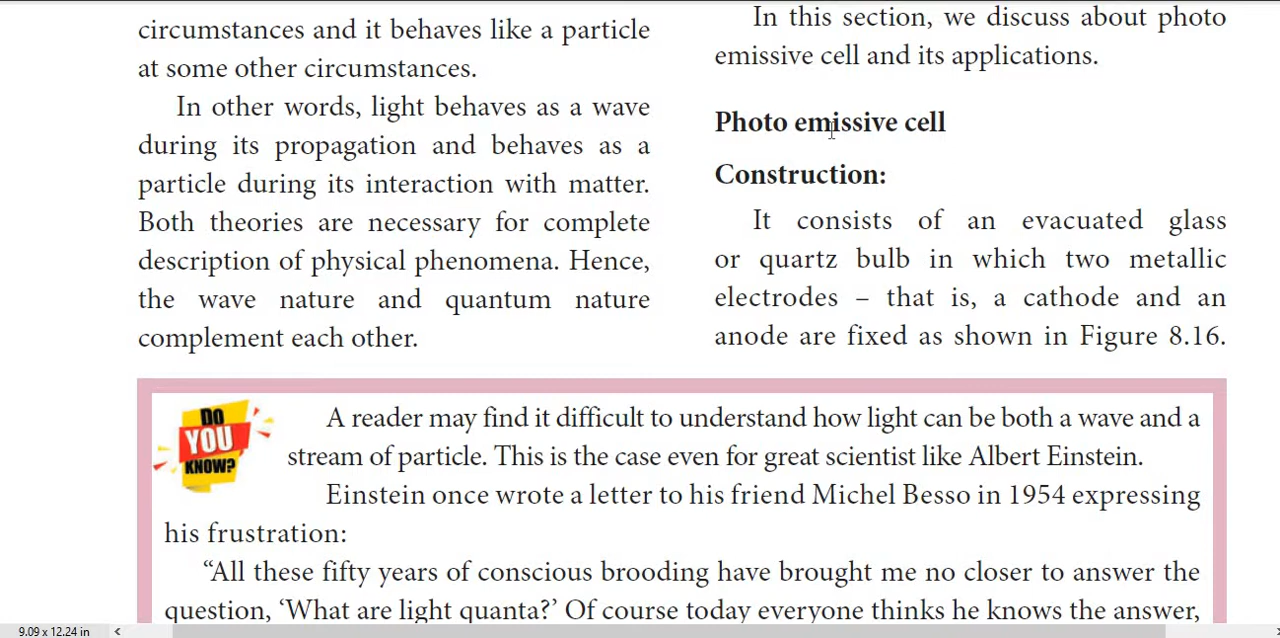 circumstances and it behaves like a particle
at some other circumstances.
In other words, light behaves as a wave
during its propagation and behaves as a
particle during its interaction with matter.
Both theories are necessary for complete
description of physical phenomena. Hence,
the wave nature and quantum nature
complement each other.
In this section, we discuss about photo
emissive cell and its applications.
Photo emissive cell
Construction:
It consists of an evacuated glass
or quartz bulb in which two metallic
electrodes – that is, a cathode and an
anode are fixed as shown in Figure 8.16.
DO
YOU
KNOW?
A reader may find it difficult to understand how light can be both a wave and a
stream of particle. This is the case even for great scientist like Albert Einstein.
Einstein once wrote a letter to his friend Michel Besso in 1954 expressing
his frustration:
“All these fifty years of conscious brooding have brought me no closer to answer the
question, ‘What are light quanta?’ Of course today everyone thinks he knows the answer,
9.09 x 12.24 in